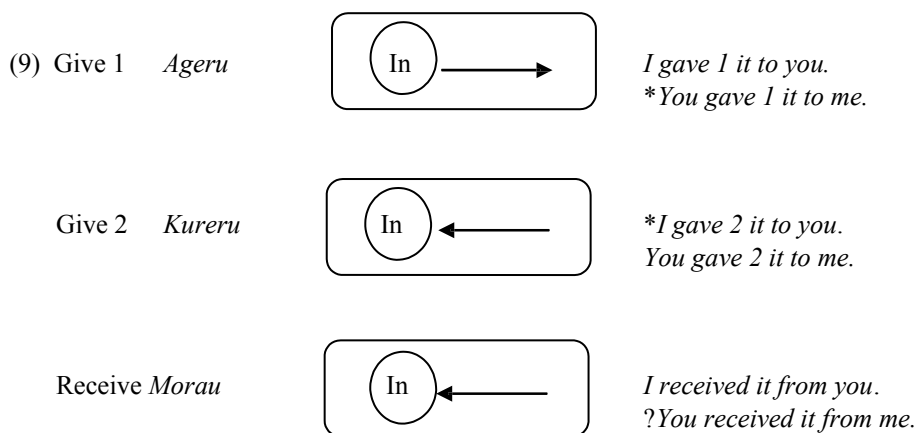 (9) Give 1 Ageru In I gave 1 it to you.
*You gave 1 it to me.
Give 2 Kureru In *I gave 2 it to you.
You gave 2 it to me.
Receive Morau In I received it from you.
?You received it from me.